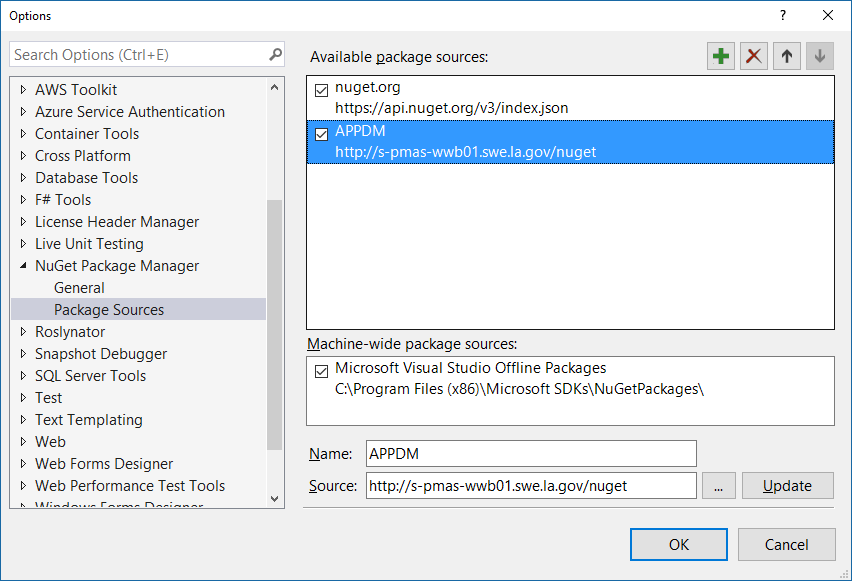 Options
?
Search Options (Ctrl+E)
AWS Toolkit
Azure Service Authentication
Container Tools
Cross Platform
Database Tools
F# Tools
License Header Manager
Live Unit Testing
NuGet Package Manager
General
Package Sources
Roslynator
Snapshot Debugger
SQL Server Tools
Test
Text Templating
Web
Web Forms Designer
Web Performance Test Tools
Windows Forms Designer
Available package sources:
nuget.org
https://api.nuget.org/v3/index.json
APPDM
http://s-pmas-wwb01.swe.la.gov/nuget
Machine-wide package sources:
Microsoft Visual Studio Offline Packages
C:\Program Files (x86)\Microsoft SDKs\NuGetPackages\
Name: APPDM
Source: http://s-pmas-wwb01.swe.la.gov/nuget ... Update
OK Cancel